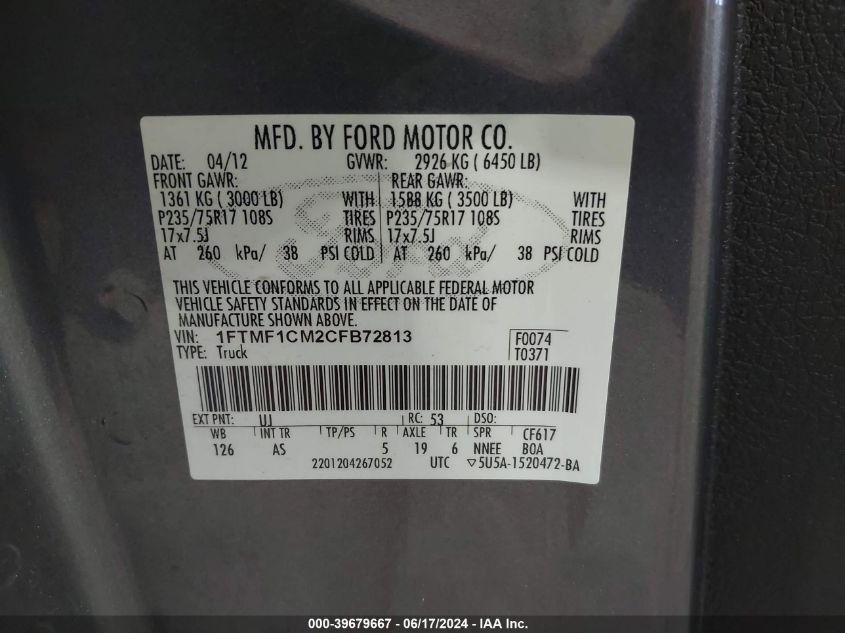 MFD. BY FORD MOTOR CO.
DATE: 04/12 GVWR: 2926 KG ( 6450 LB)
FRONT GAWR: REAR GAWR:
1361 KG ( 3000 LB) WITH 1588 KG ( 3500 LB) WITH
P235/75R17 108S TIRES P235/75R17 108S TIRES
17x7.5J RIMS 17x7.5J RIMS
AT 260 kPa/ 38 PSI COLD AT 260 kPa/ 38 PSI COLD
Ford
THIS VEHICLE CONFORMS TO ALL APPLICABLE FEDERAL MOTOR
VEHICLE SAFETY STANDARDS IN EFFECT ON THE DATE OF
MANUFACTURE SHOWN ABOVE.
VIN: 1FTMF1CM2CFB72813 F0074
TYPE: Truck T0371
EXT PNT: UJ RC: 53 DSO:
WB INT TR TP/PS R AXLE TR SPR CF617
126 AS 5 19 6 NNEE BOA
2201204267052 UTC ▽5U5A-1520472-BA
000-39679667 / 06/17/2024 - IAA Inc.